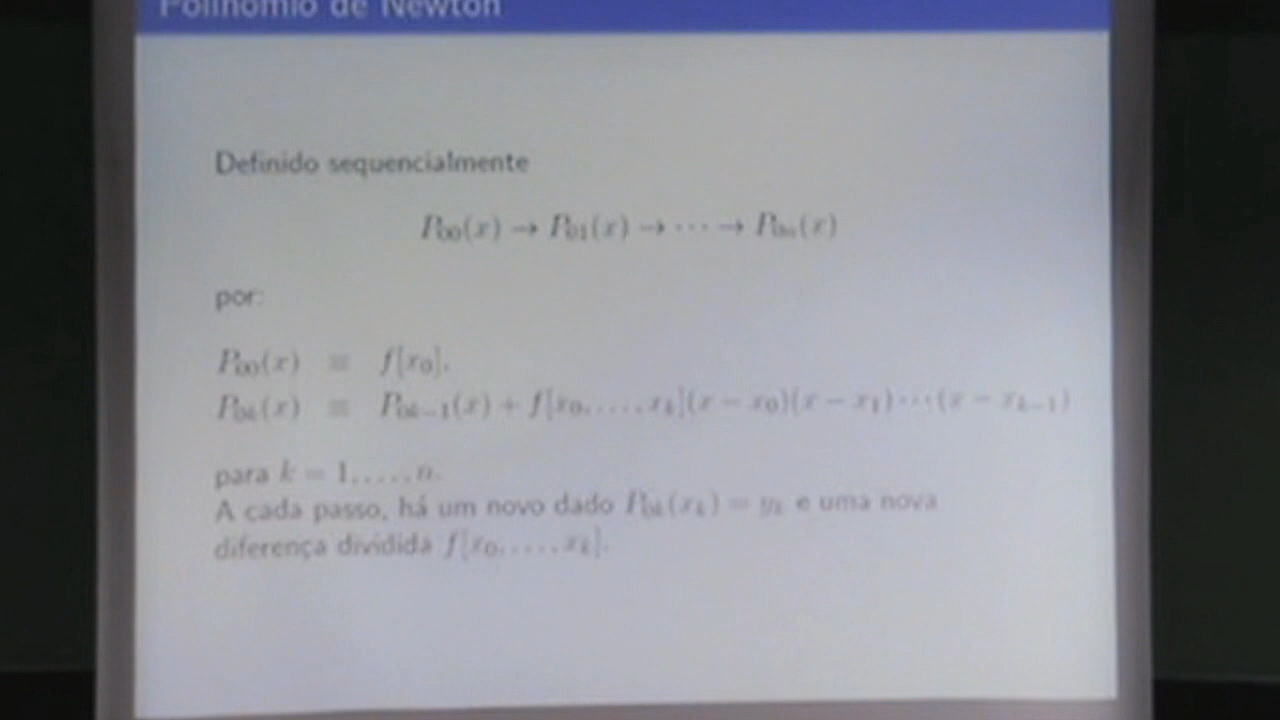 Polinômio de Newton
Definido sequencialmente
P₀₀(x) → P₀₁(x) → ⋯ → P₀ₙ(x)
por:
P₀₀(x) ≡ f[x₀],
P₀ₖ(x) ≡ P₀ₖ₋₁(x) + f[x₀, . . . , xₖ](x − x₀)(x − x₁)⋯(x − xₖ₋₁)
para k = 1, . . . , n.
A cada passo, há um novo dado P₀ₖ(xₖ) = yₖ e uma nova
diferença dividida f[x₀, . . . , xₖ].